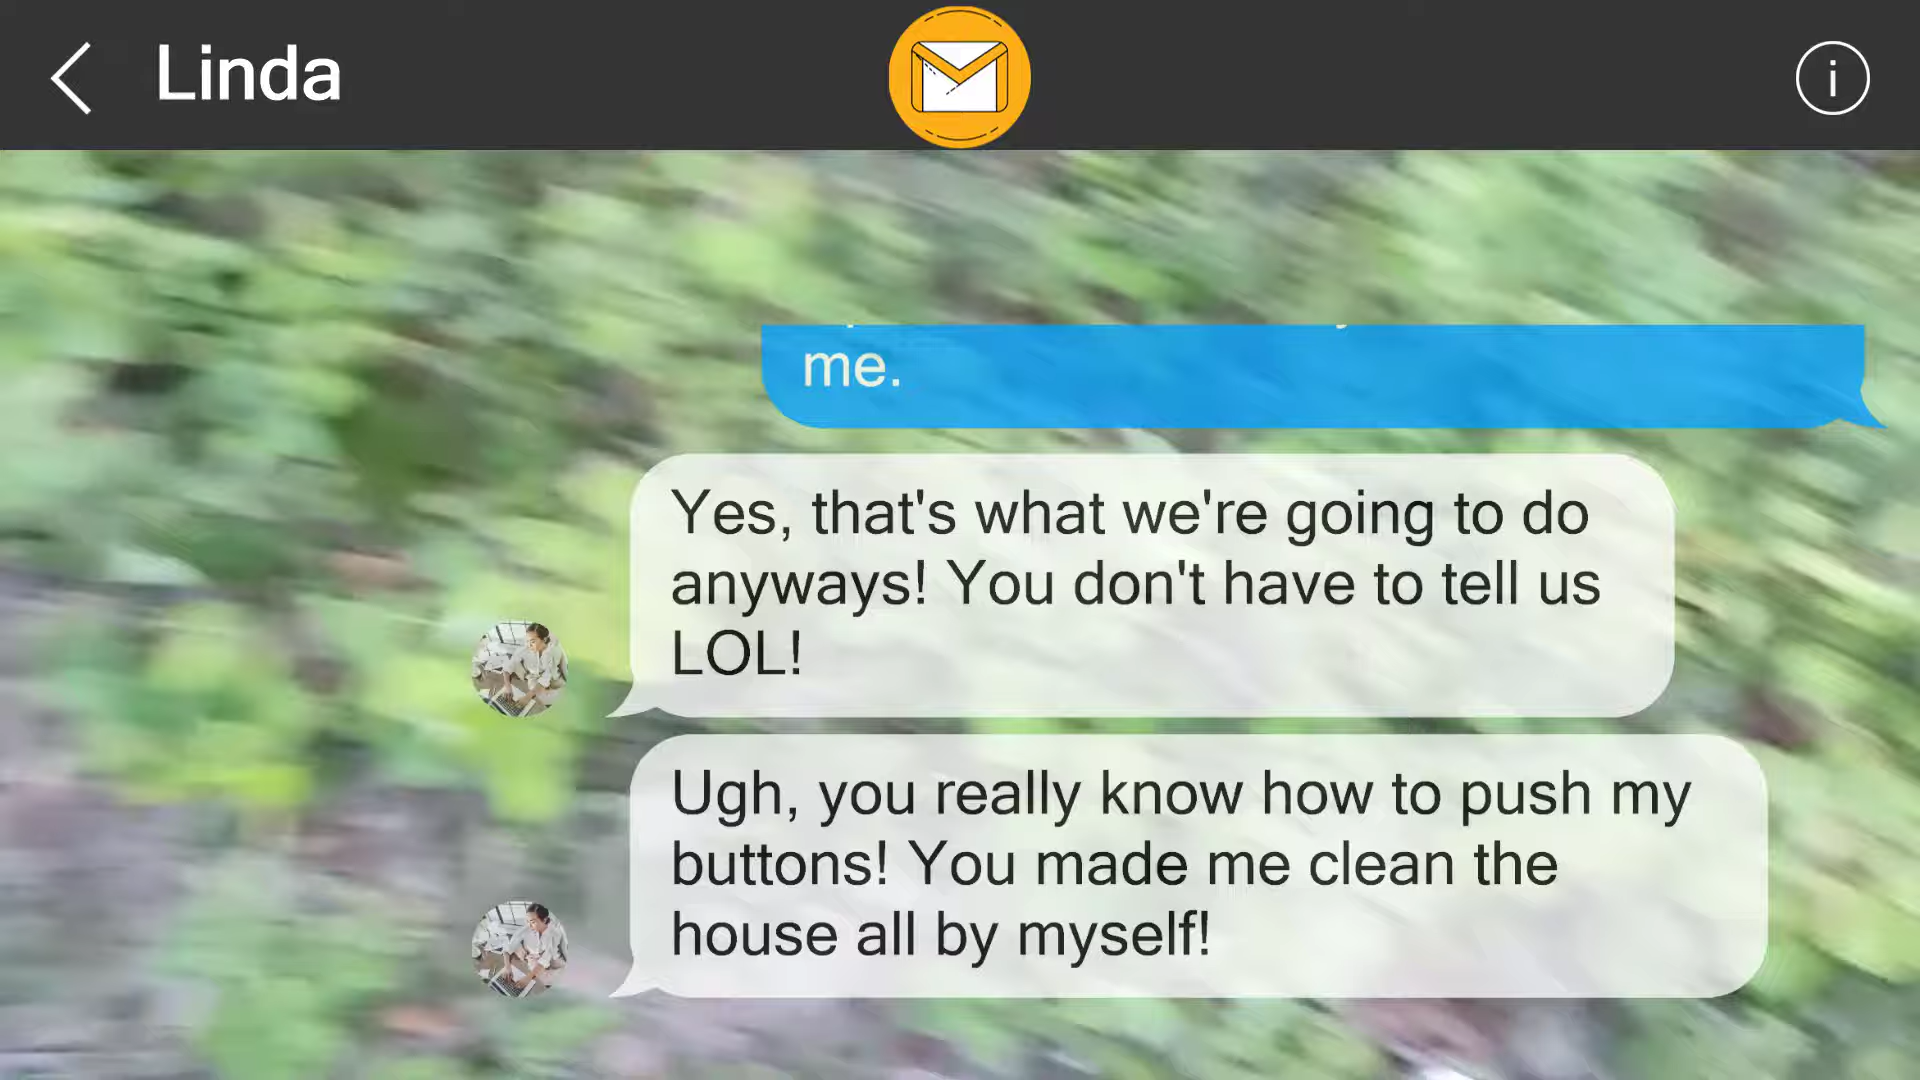 Linda
me.
Yes, that's what we're going to do
anyways! You don't have to tell us
LOL!
Ugh, you really know how to push my
buttons! You made me clean the
house all by myself!